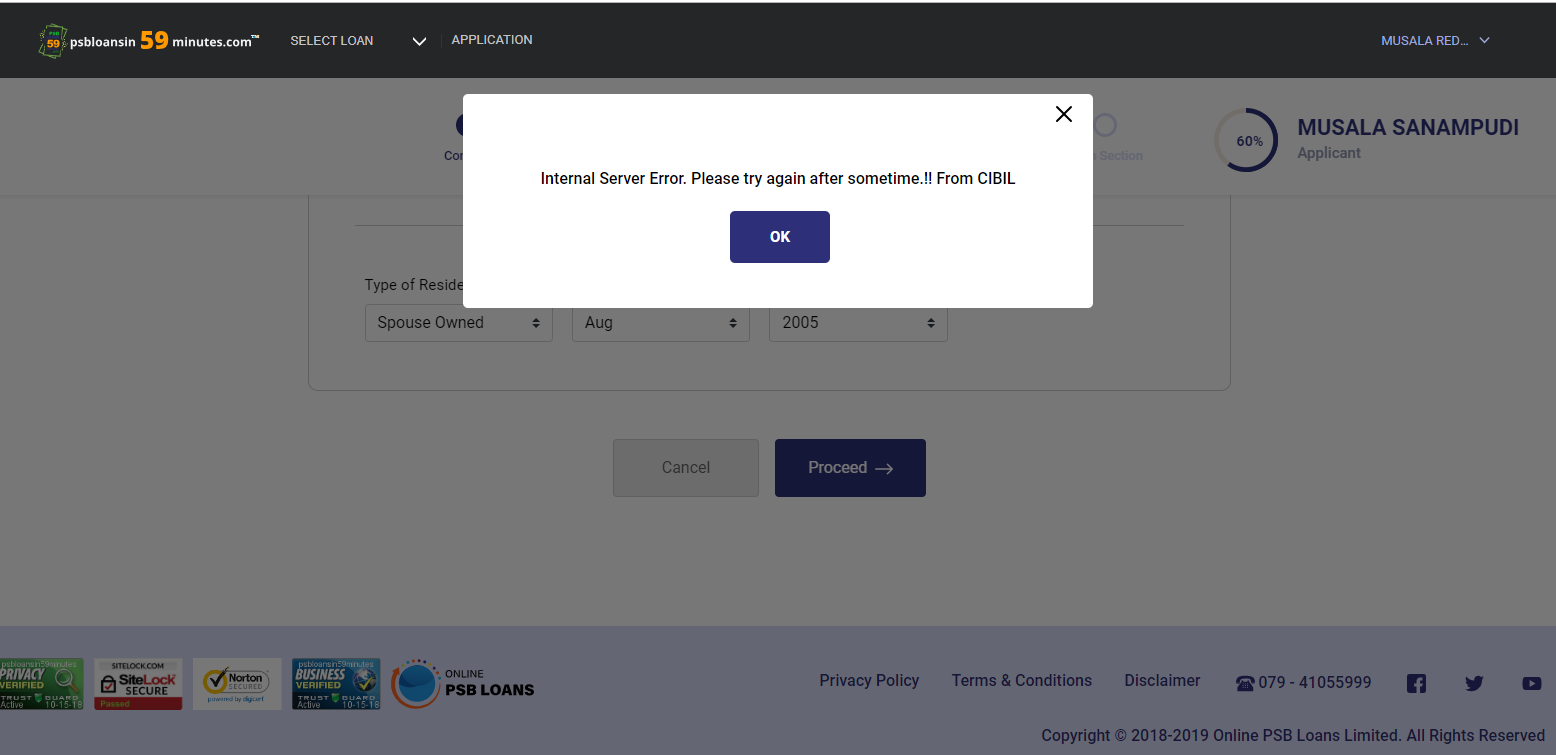 PSB
59
psbloansin 59 minutes.com™
SELECT LOAN
APPLICATION
MUSALA RED...
Internal Server Error. Please try again after sometime.!! From CIBIL
OK
Cor
Section
60%
MUSALA SANAMPUDI
Applicant
Type of Reside
Spouse Owned
Aug
2005
Cancel
Proceed →
psbloansin59minutes
PRIVACY
VERIFIED
TRUST GUARD
Active 10-15-18
SITELOCK.COM
SiteLock
SECURE
Passed
Norton
SECURED
powered by digicert
psbloansin59minutes
BUSINESS
VERIFIED
TRUST GUARD
Active 10-15-18
ONLINE
PSB LOANS
Privacy Policy
Terms & Conditions
Disclaimer
079 - 41055999
Copyright © 2018-2019 Online PSB Loans Limited. All Rights Reserved